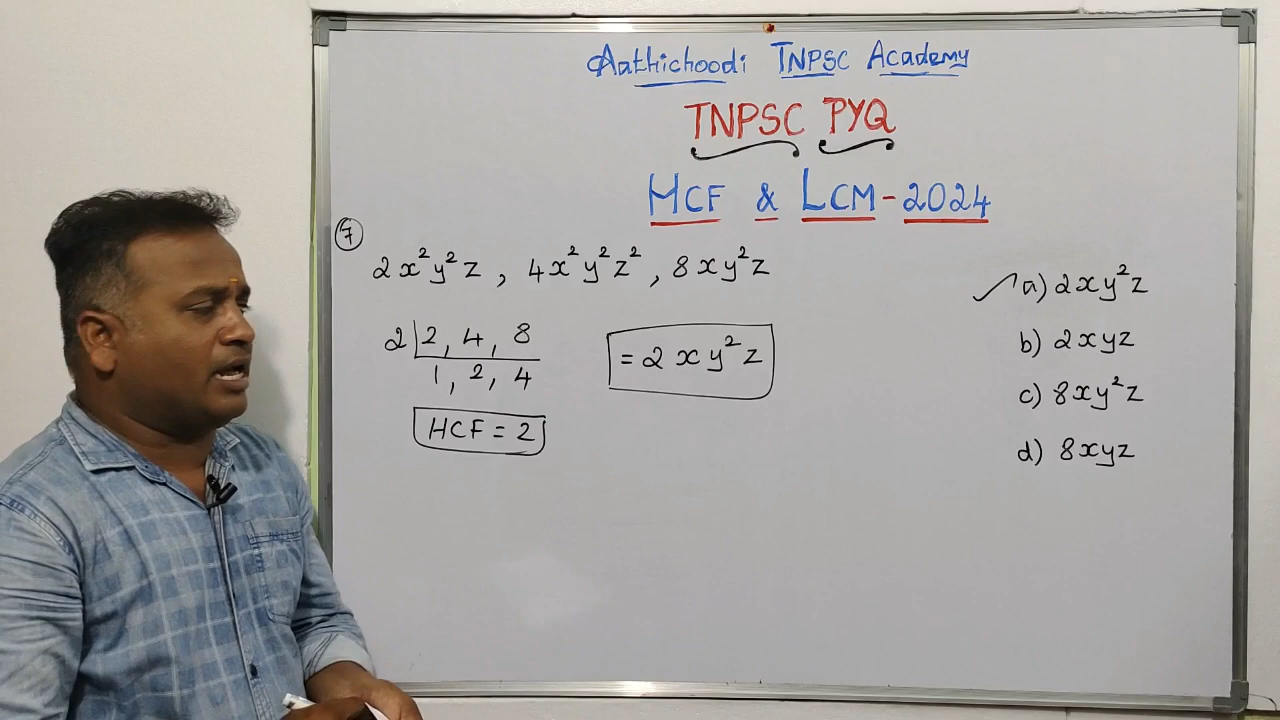 Aathichoodi TNPSC Academy
TNPSC PYQ
HCF & LCM-2024
7
2x²y²z, 4x²y²z², 8xy²z
2 | 2, 4, 8
1, 2, 4
HCF = 2
= 2xy²z
✓ a) 2xy²z
b) 2xyz
c) 8xy²z
d) 8xyz